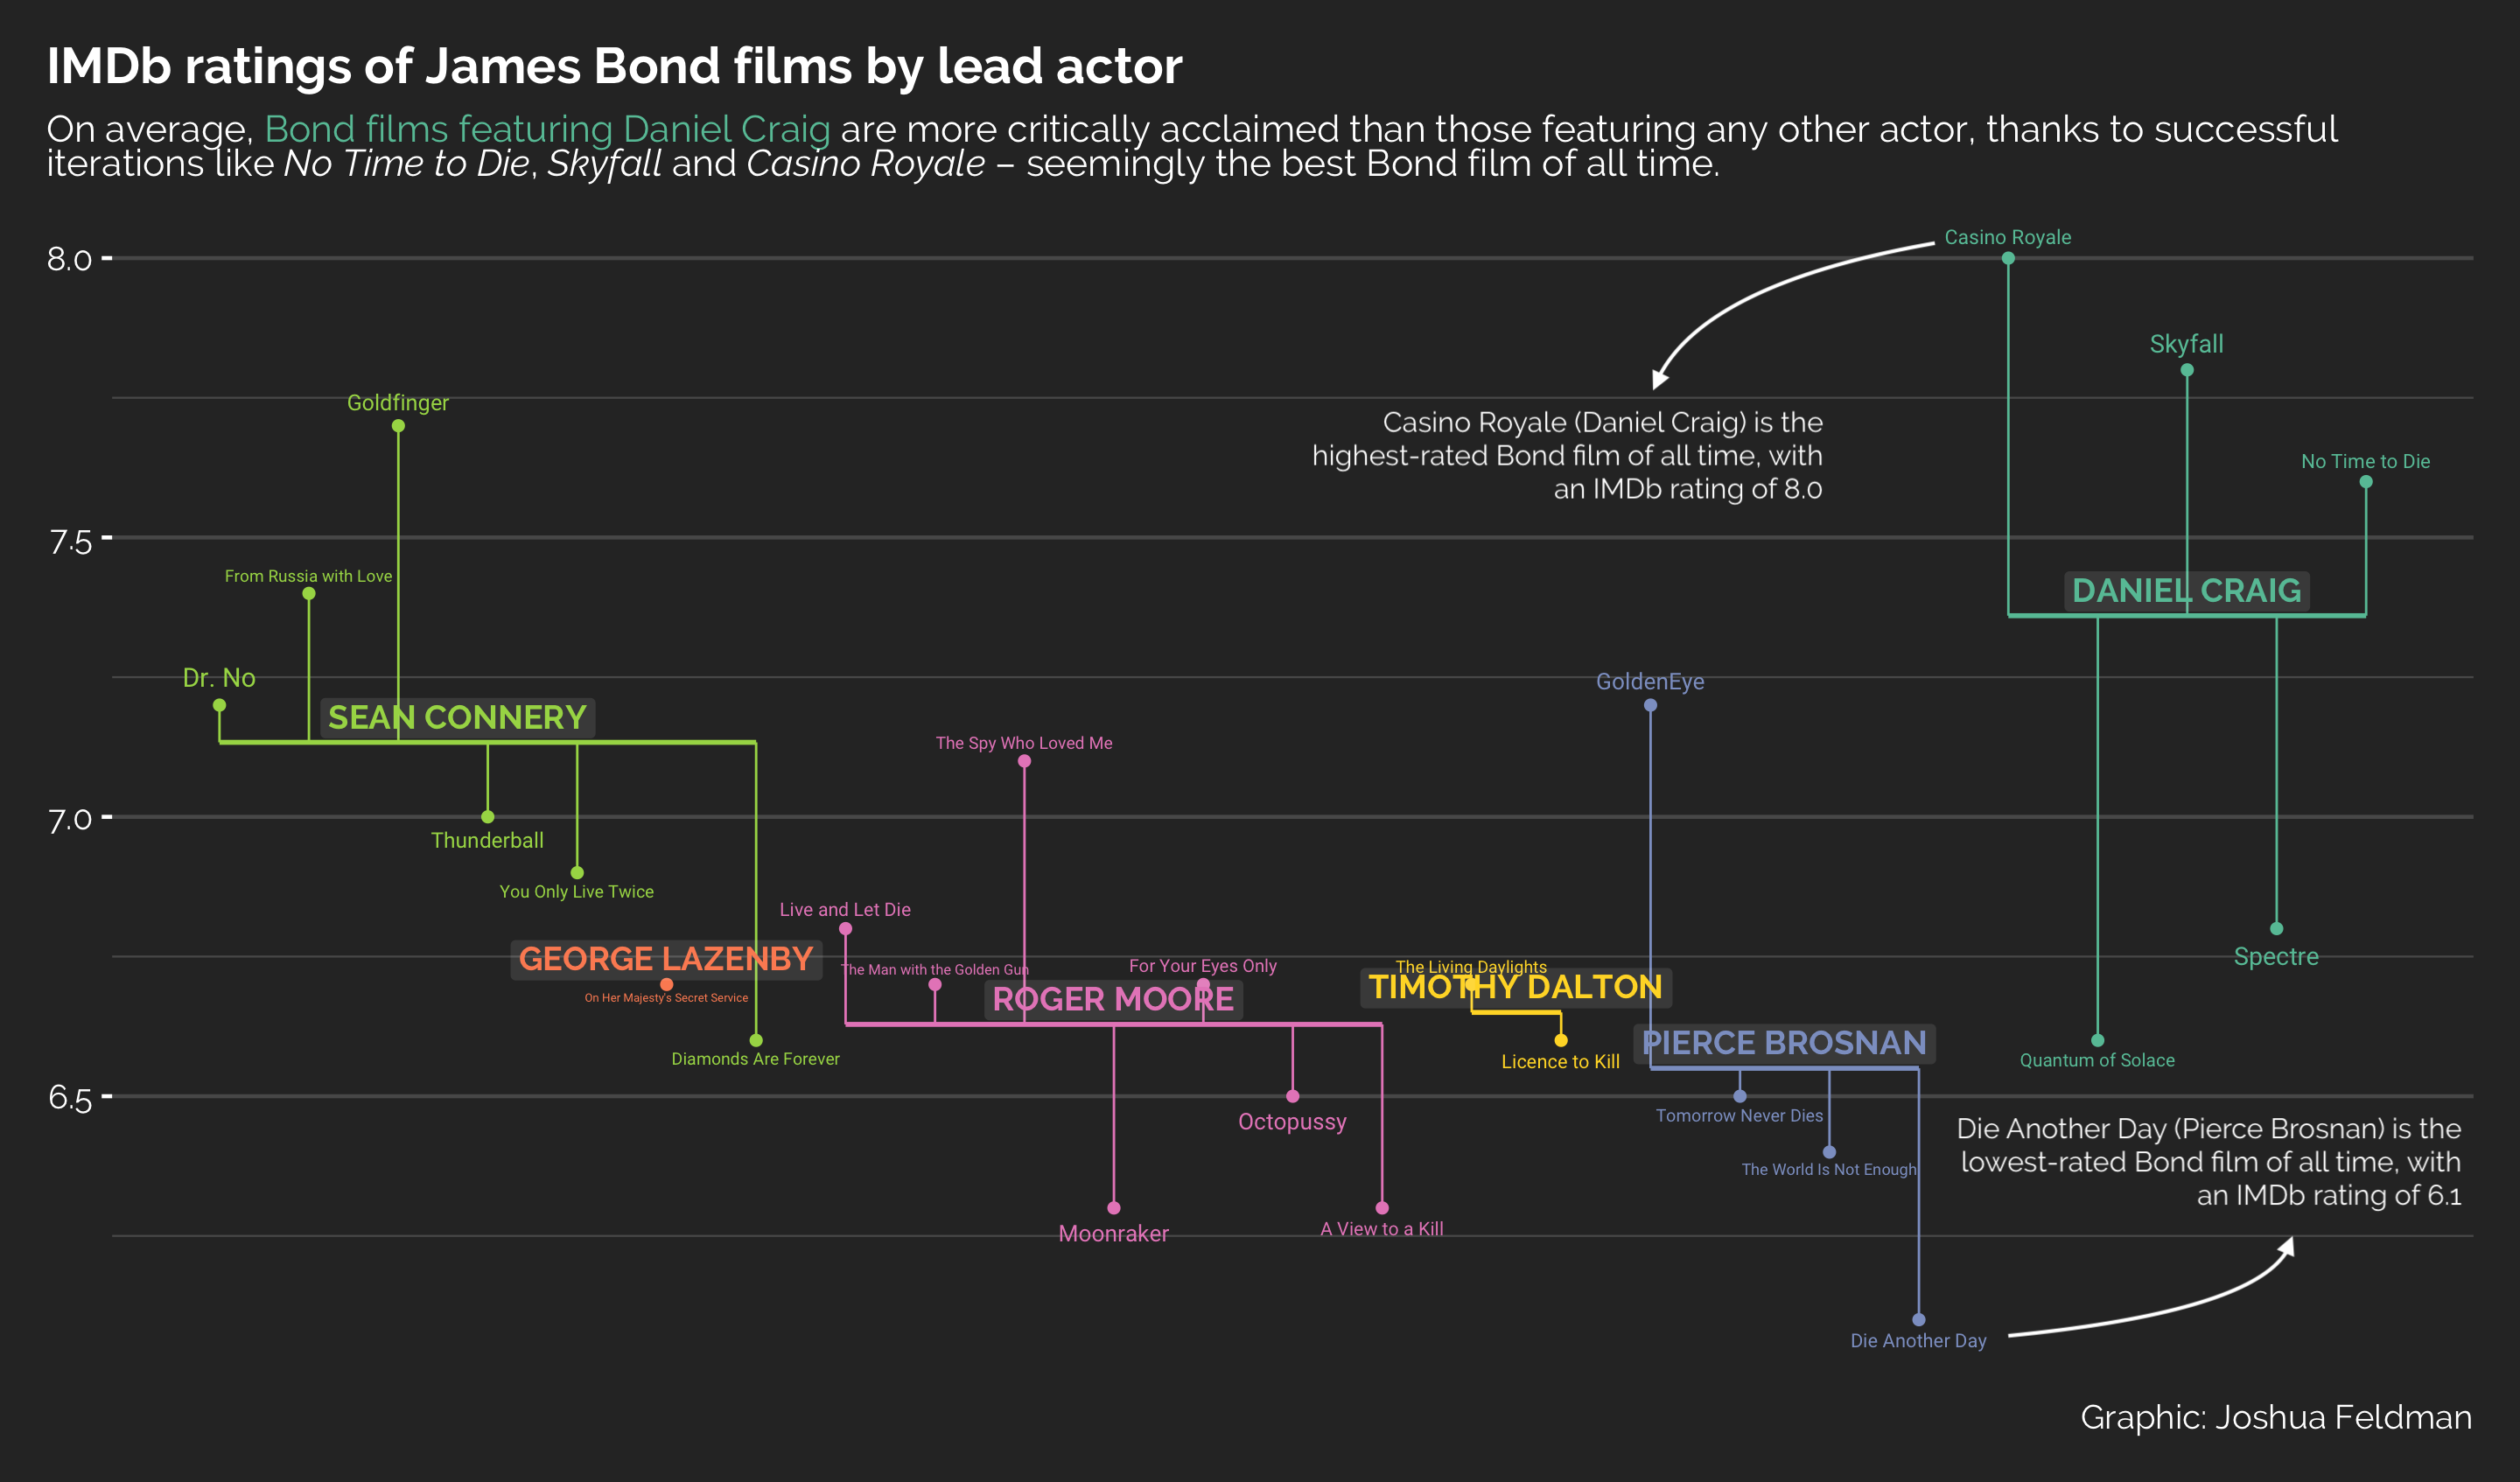 IMDb ratings of James Bond films by lead actor
On average, Bond films featuring Daniel Craig are more critically acclaimed than those featuring any other actor, thanks to successful
iterations like No Time to Die, Skyfall and Casino Royale – seemingly the best Bond film of all time.
Casino Royale
8.0
Skyfall
Goldfinger
Casino Royale (Daniel Craig) is the
highest-rated Bond film of all time, with
an IMDb rating of 8.0
No Time to Die
7.5
From Russia with Love
DANIEL CRAIG
Dr. No
GoldenEye
SEAN CONNERY
The Spy Who Loved Me
7.0
Thunderball
You Only Live Twice
Live and Let Die
GEORGE LAZENBY
Spectre
The Man with the Golden Gun
For Your Eyes Only
The Living Daylights
TIMOTHY DALTON
On Her Majesty's Secret Service
ROGER MOORE
PIERCE BROSNAN
Diamonds Are Forever
Licence to Kill
Quantum of Solace
6.5
Tomorrow Never Dies
Octopussy
Die Another Day (Pierce Brosnan) is the
lowest-rated Bond film of all time, with
an IMDb rating of 6.1
The World Is Not Enough
Moonraker
A View to a Kill
Die Another Day
Graphic: Joshua Feldman